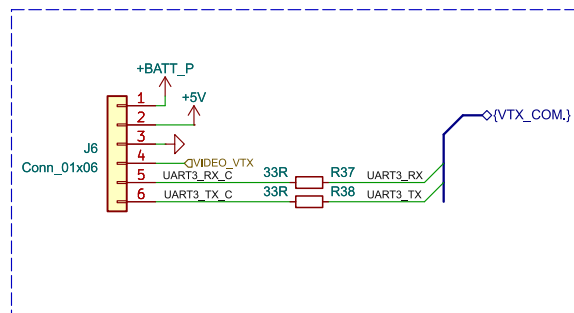 +BATT_P
+5V
1
2
3
4
5
6
J6
Conn_01x06
VIDEO_VTX
UART3_RX_C
33R
R37
UART3_RX
UART3_TX_C
33R
R38
UART3_TX
{VTX_COM.}